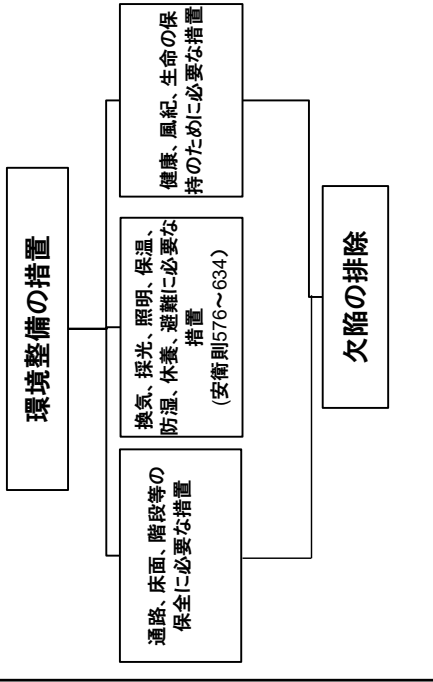 環境整備の措置
通路、床面、階段等の
保全に必要な措置
換気、採光、照明、保温、
防湿、休養、避難に必要な
措置
(安衛則576～634)
健康、風紀、生命の保
持のために必要な措置
欠陥の排除